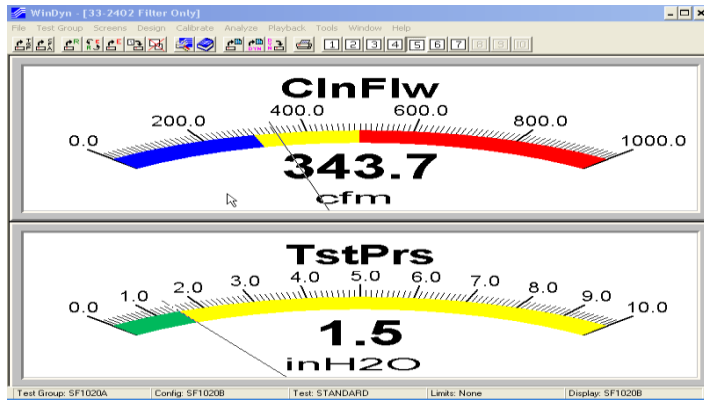 WinDyn - [33-2402 Filter Only]
File Test Group Screens Design Calibrate Analyze Playback Tools Window Help
1 2 3 4 5 6 7 8 9 10
ClnFlw
0.0 200.0 400.0 600.0 800.0 1000.0
343.7
cfm
TstPrs
0.0 1.0 2.0 3.0 4.0 5.0 6.0 7.0 8.0 9.0 10.0
1.5
inH2O
Test Group: SF1020A Config: SF1020B Test: STANDARD Limits: None Display: SF1020B